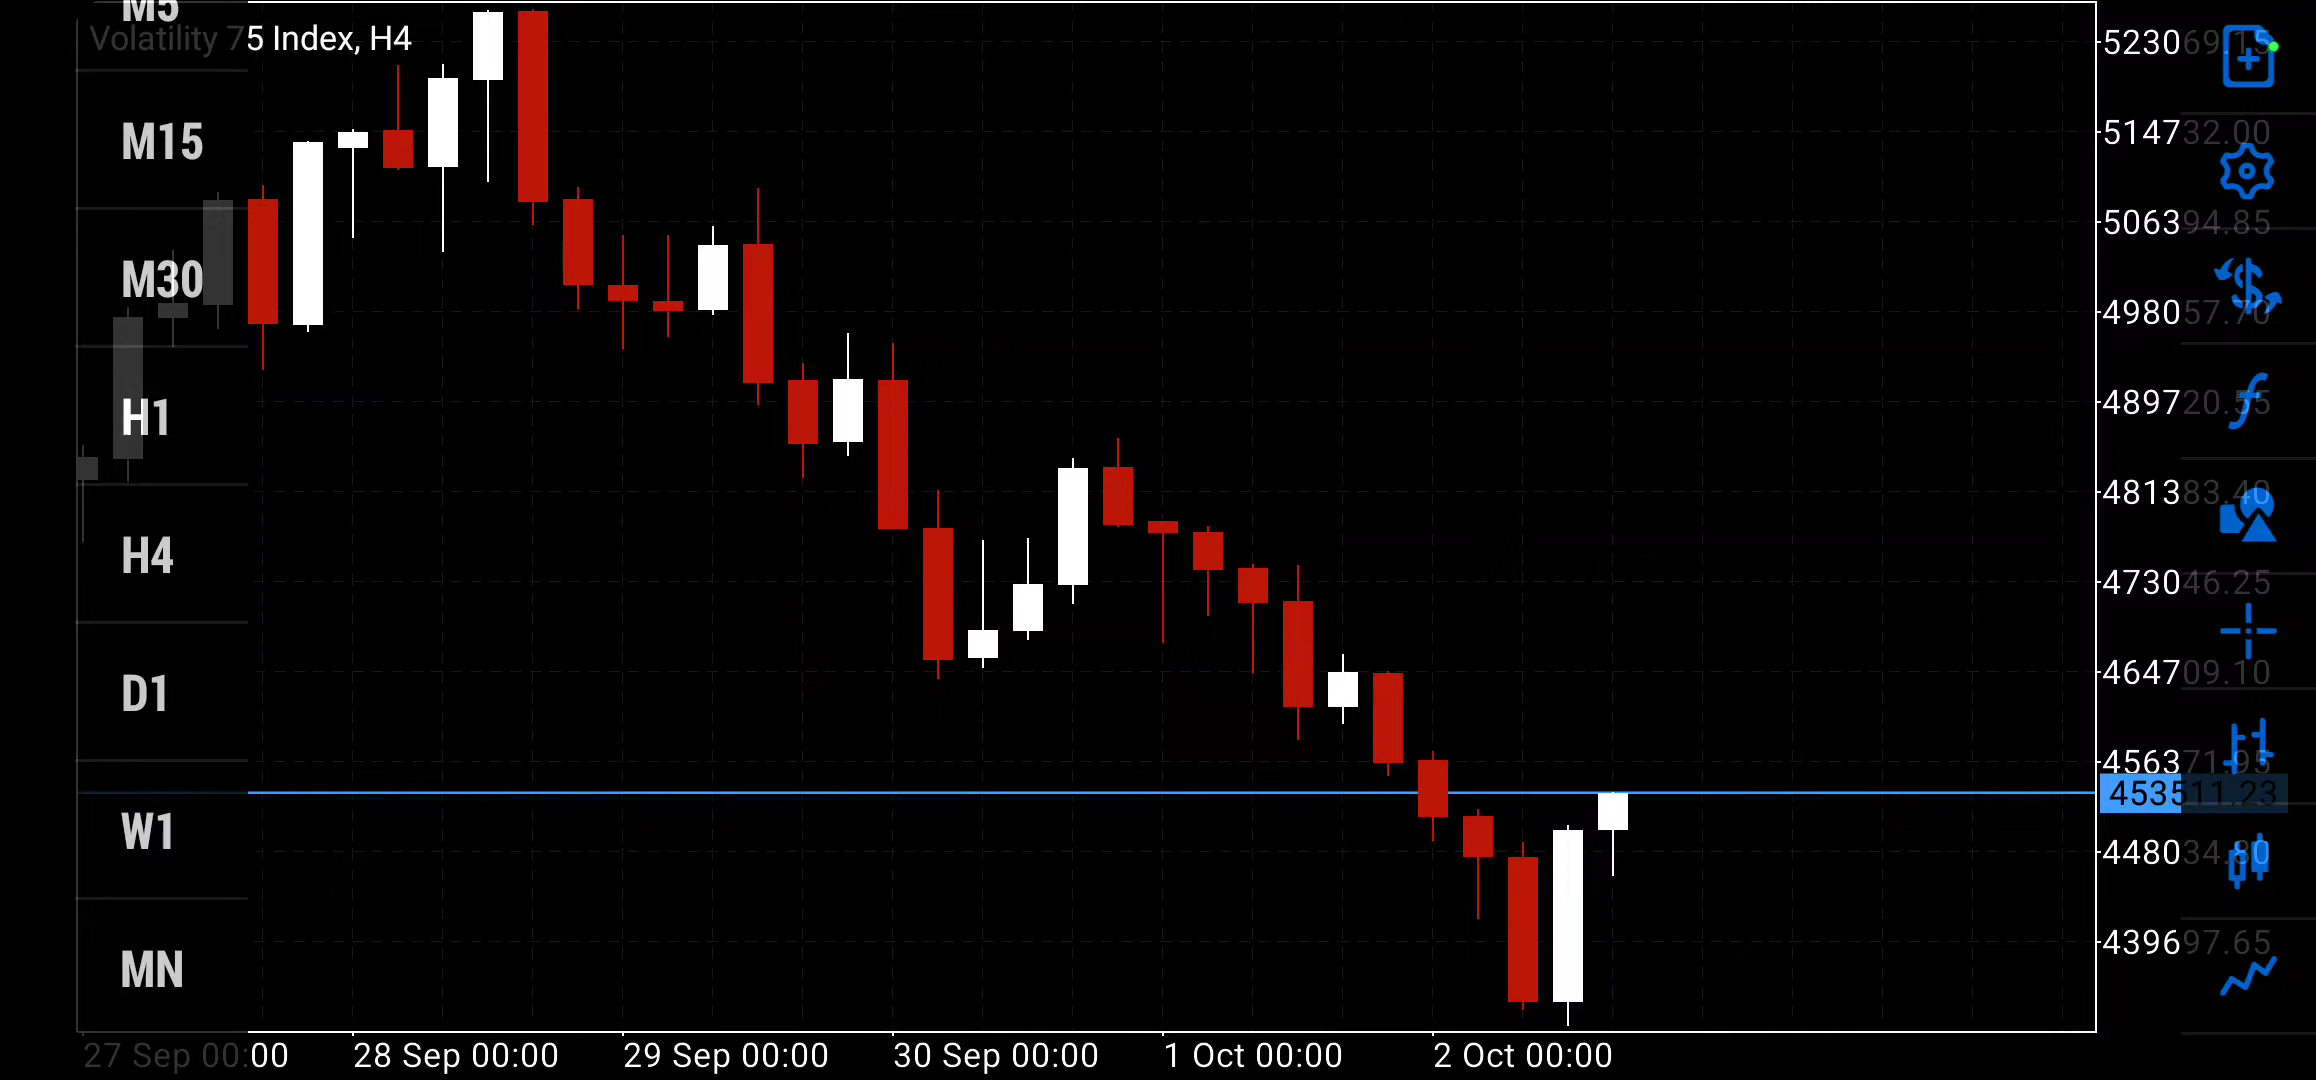 M5
Volatility 75 Index, H4
M15
M30
H1
H4
D1
W1
MN
523069.15
514732.00
506394.85
498057.70
489720.55
481383.40
473046.25
464709.10
456371.95
453511.23
448034.80
439697.65
27 Sep 00:00
28 Sep 00:00
29 Sep 00:00
30 Sep 00:00
1 Oct 00:00
2 Oct 00:00